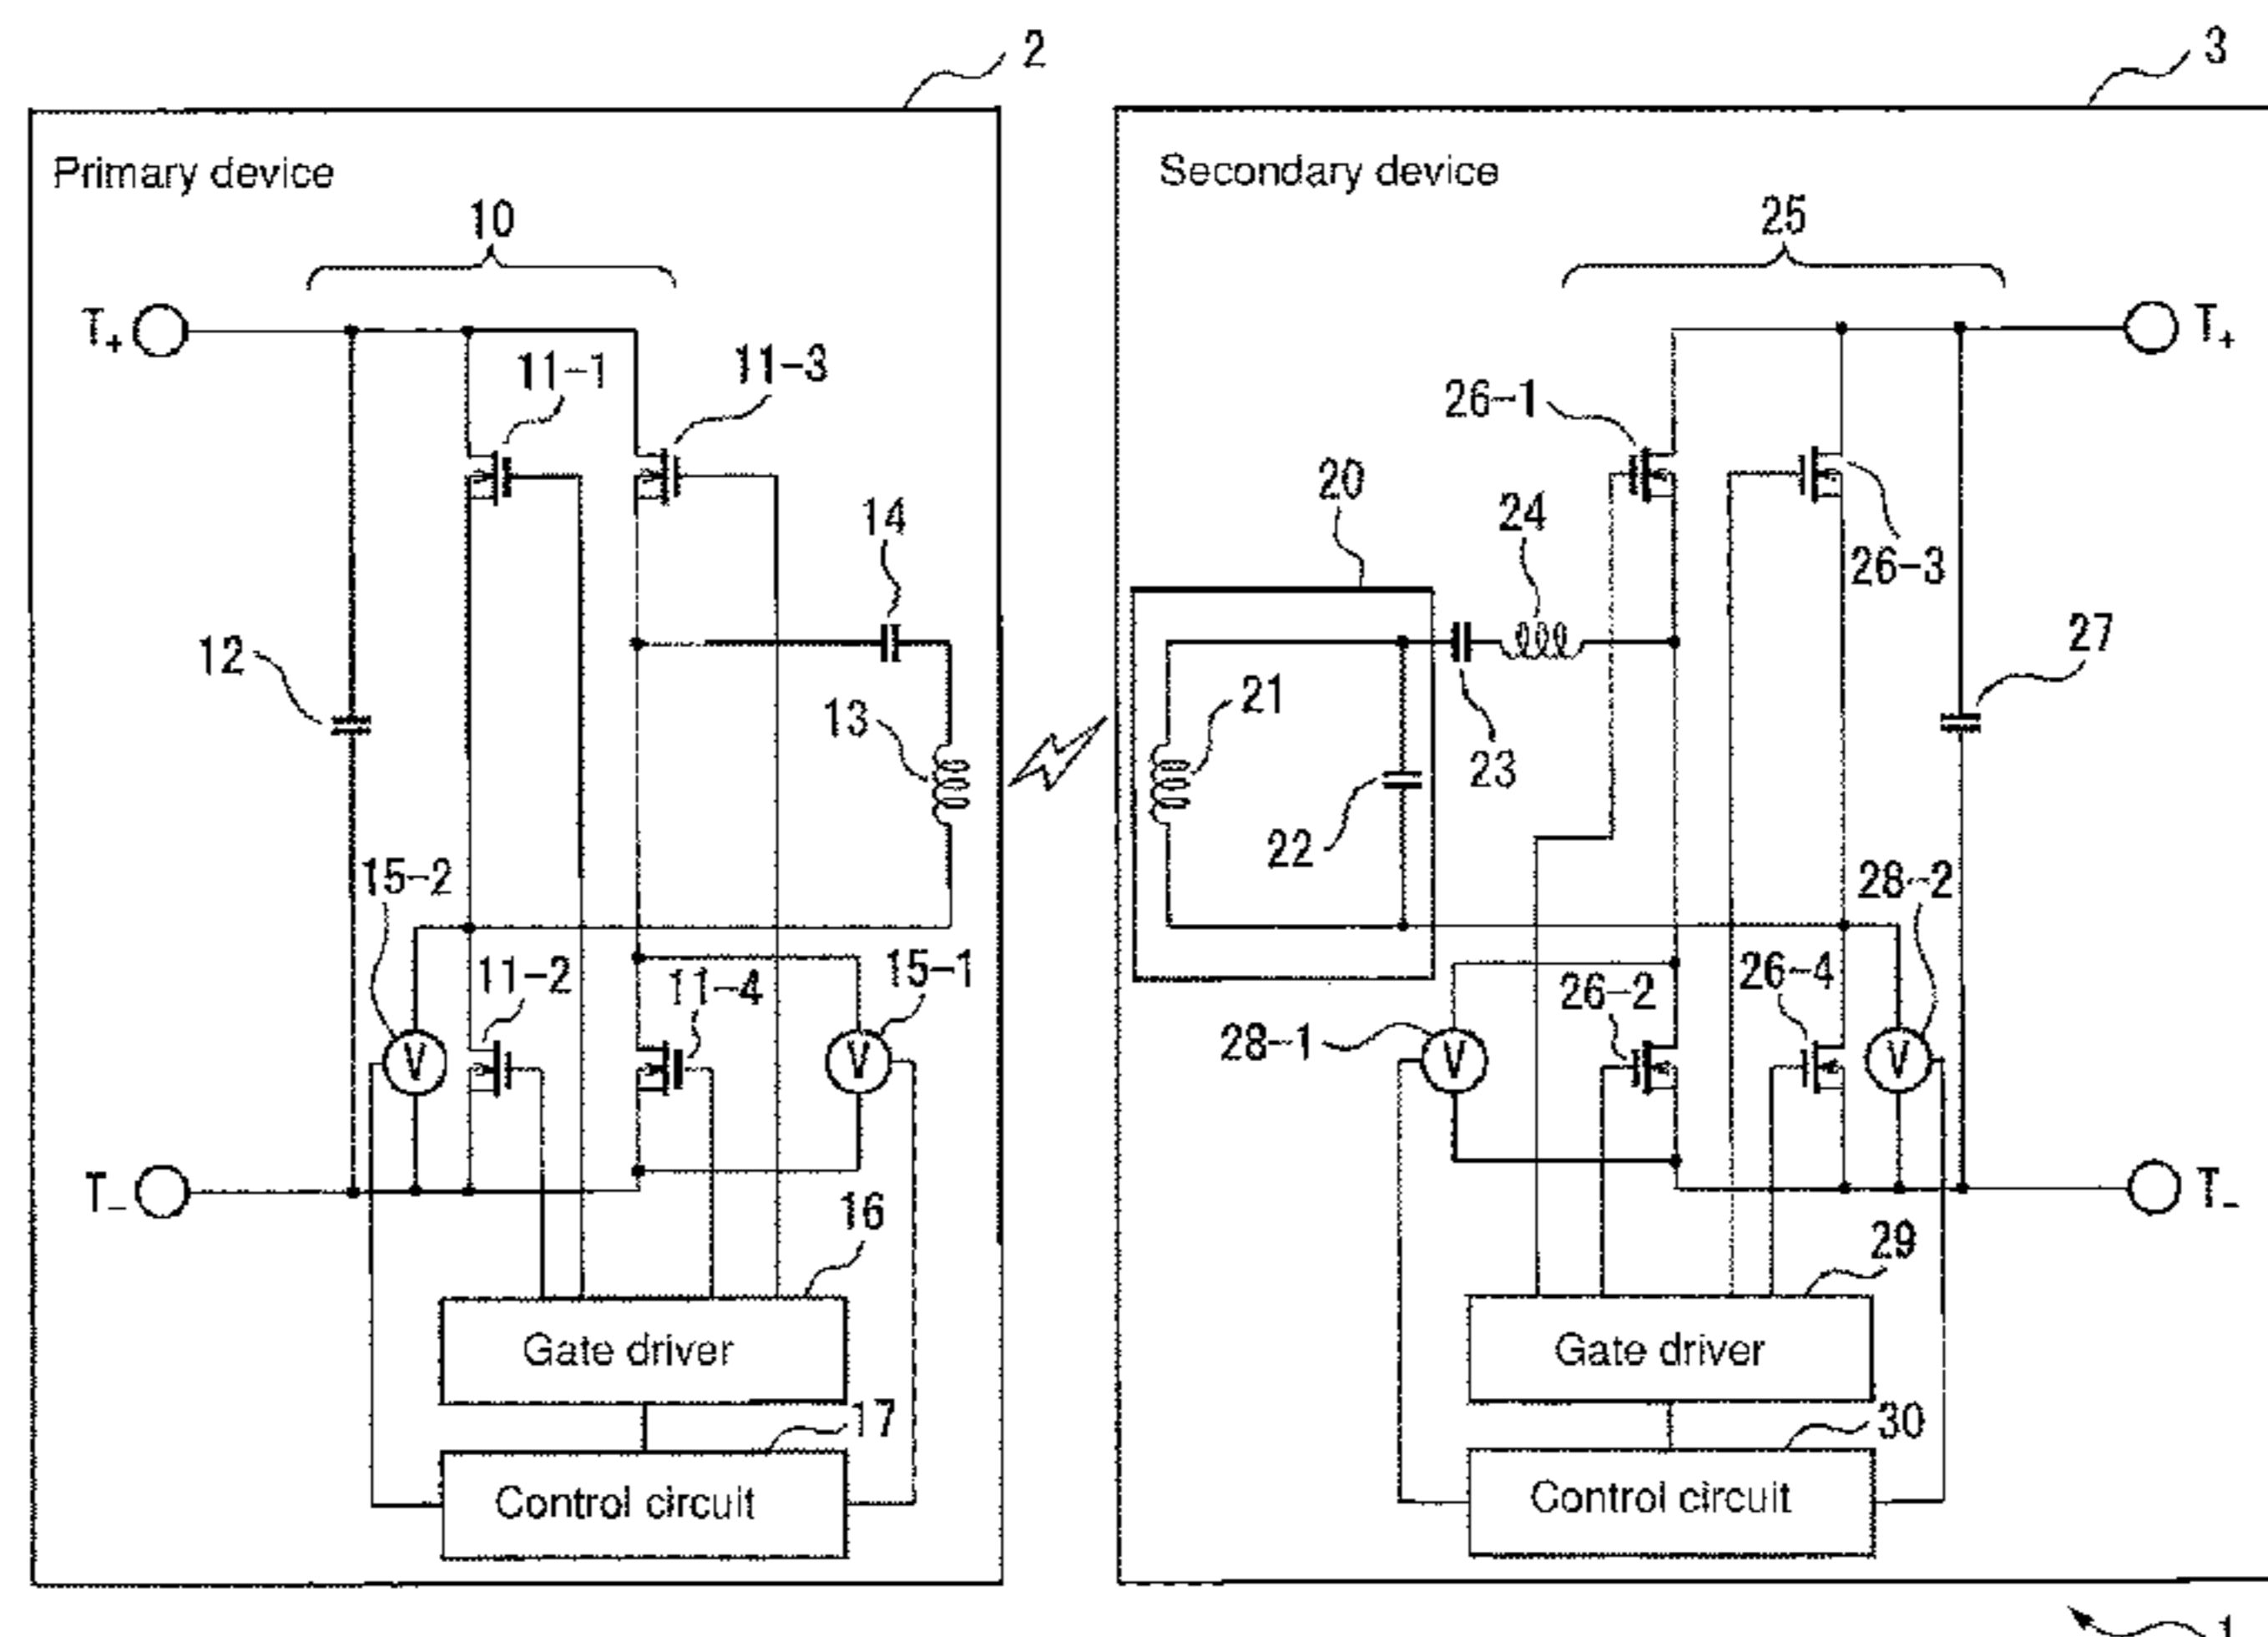 2
3
Primary device
Secondary device
10
25
T+
T+
11-1
11-3
26-1
20
24
14
26-3
12
27
13
21
23
22
15-2
28-2
11-2
11-4
15-1
26-2
26-4
28-1
V
V
V
V
T-
T-
16
29
Gate driver
Gate driver
17
30
Control circuit
Control circuit
1